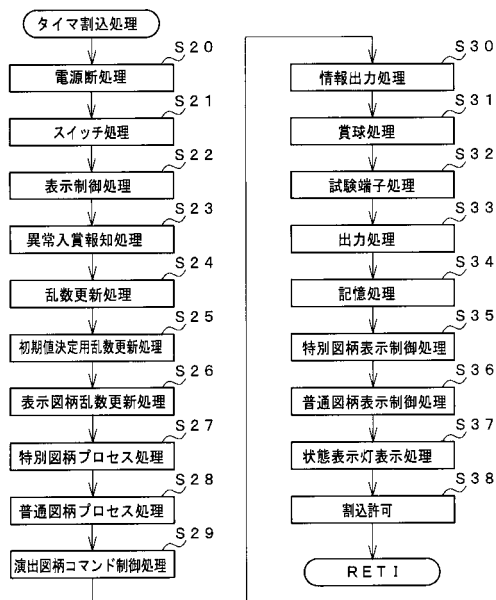 タイマ割込処理
S20
電源断処理
S21
スイッチ処理
S22
表示制御処理
S23
異常入賞報知処理
S24
乱数更新処理
S25
初期値決定用乱数更新処理
S26
表示図柄乱数更新処理
S27
特別図柄プロセス処理
S28
普通図柄プロセス処理
S29
演出図柄コマンド制御処理
S30
情報出力処理
S31
賞球処理
S32
試験端子処理
S33
出力処理
S34
記憶処理
S35
特別図柄表示制御処理
S36
普通図柄表示制御処理
S37
状態表示灯表示処理
S38
割込許可
RETI